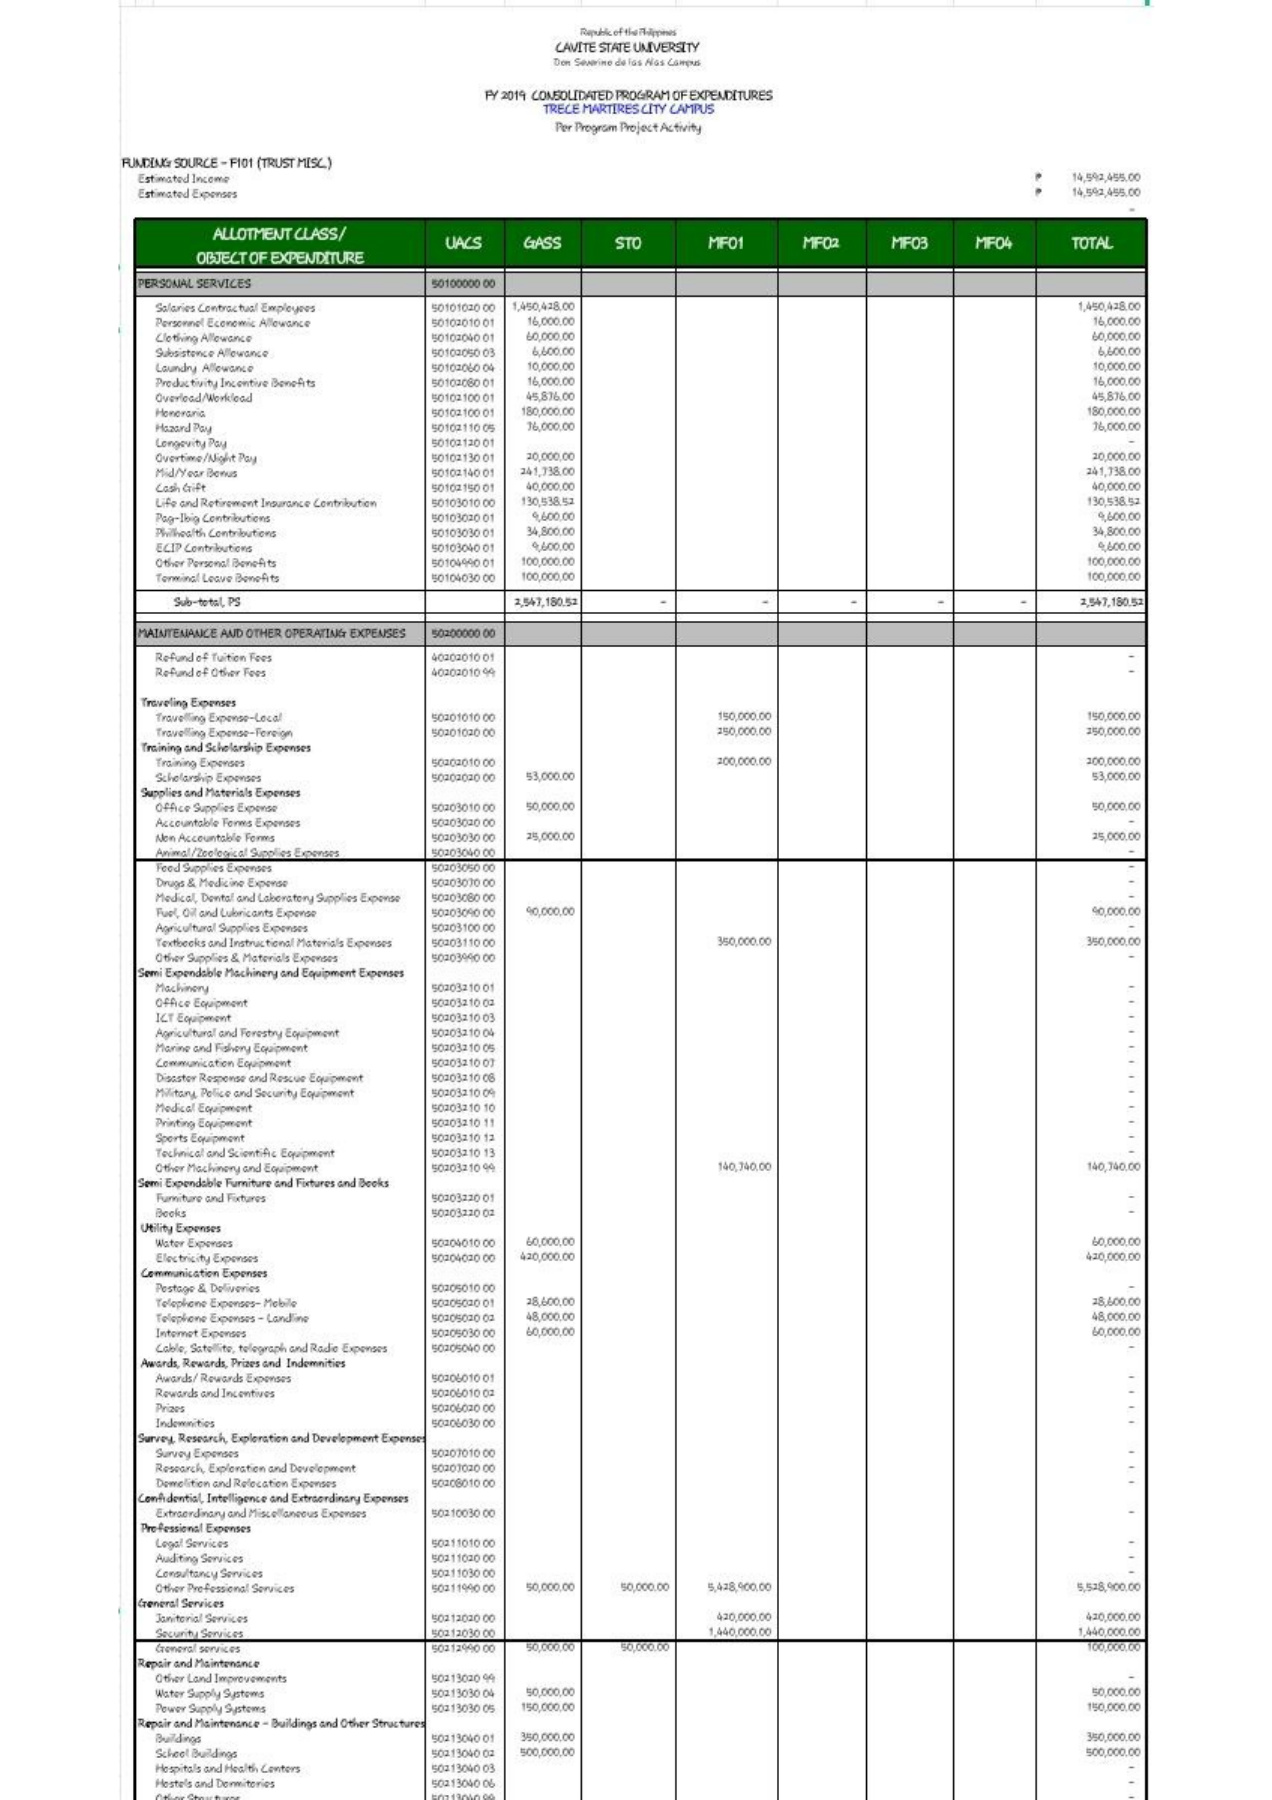 Republic of the Philippines
CAVITE STATE UNIVERSITY
Don Severino de las Alas Campus
FY 2019 CONSOLIDATED PROGRAM OF EXPENDITURES
TRECE MARTIRES CITY CAMPUS
Per Program Project Activity
FUNDING SOURCE - F101 (TRUST MISC.)
Estimated Income ₱ 14,592,455.00
Estimated Expenses ₱ 14,592,455.00
-
ALLOTMENT CLASS/ OBJECT OF EXPENDITURE UACS GASS STO MFO1 MFO2 MFO3 MFO4 TOTAL
PERSONAL SERVICES 50100000 00
Salaries Contractual Employees 50101020 00 1,450,428.00 1,450,428.00
Personnel Economic Allowance 50102010 01 16,000.00 16,000.00
Clothing Allowance 50102040 01 60,000.00 60,000.00
Subsistence Allowance 50102050 03 6,600.00 6,600.00
Laundry Allowance 50102060 04 10,000.00 10,000.00
Productivity Incentive Benefits 50102080 01 16,000.00 16,000.00
Overload/Workload 50102100 01 45,876.00 45,876.00
Honoraria 50102100 01 180,000.00 180,000.00
Hazard Pay 50102110 05 76,000.00 76,000.00
Longevity Pay 50102120 01 -
Overtime/Night Pay 50102130 01 20,000.00 20,000.00
Mid/Year Bonus 50102140 01 241,738.00 241,738.00
Cash Gift 50102150 01 40,000.00 40,000.00
Life and Retirement Insurance Contribution 50103010 00 130,538.52 130,538.52
Pag-Ibig Contributions 50103020 01 9,600.00 9,600.00
Philhealth Contributions 50103030 01 34,800.00 34,800.00
ECIP Contributions 50103040 01 9,600.00 9,600.00
Other Personal Benefits 50104990 01 100,000.00 100,000.00
Terminal Leave Benefits 50104030 00 100,000.00 100,000.00
Sub-total, PS 2,547,180.52 - - - - - 2,547,180.52
MAINTENANCE AND OTHER OPERATING EXPENSES 50200000 00
Refund of Tuition Fees 40202010 01 -
Refund of Other Fees 40202010 99 -
Traveling Expenses
Travelling Expense-Local 50201010 00 150,000.00 150,000.00
Travelling Expense-Foreign 50201020 00 250,000.00 250,000.00
Training and Scholarship Expenses
Training Expenses 50202010 00 200,000.00 200,000.00
Scholarship Expenses 50202020 00 53,000.00 53,000.00
Supplies and Materials Expenses
Office Supplies Expense 50203010 00 50,000.00 50,000.00
Accountable Forms Expenses 50203020 00 -
Non Accountable Forms 50203030 00 25,000.00 25,000.00
Animal/Zoological Supplies Expenses 50203040 00 -
Food Supplies Expenses 50203050 00 -
Drugs & Medicine Expense 50203070 00 -
Medical, Dental and Laboratory Supplies Expense 50203080 00 -
Fuel, Oil and Lubricants Expense 50203090 00 90,000.00 90,000.00
Agricultural Supplies Expenses 50203100 00 -
Textbooks and Instructional Materials Expenses 50203110 00 350,000.00 350,000.00
Other Supplies & Materials Expenses 50203990 00 -
Semi Expendable Machinery and Equipment Expenses
Machinery 50203210 01 -
Office Equipment 50203210 02 -
ICT Equipment 50203210 03 -
Agricultural and Forestry Equipment 50203210 04 -
Marine and Fishery Equipment 50203210 05 -
Communication Equipment 50203210 07 -
Disaster Response and Rescue Equipment 50203210 08 -
Military, Police and Security Equipment 50203210 09 -
Medical Equipment 50203210 10 -
Printing Equipment 50203210 11 -
Sports Equipment 50203210 12 -
Technical and Scientific Equipment 50203210 13 -
Other Machinery and Equipment 50203210 99 140,740.00 140,740.00
Semi Expendable Furniture and Fixtures and Books
Furniture and Fixtures 50203220 01 -
Books 50203220 02 -
Utility Expenses
Water Expenses 50204010 00 60,000.00 60,000.00
Electricity Expenses 50204020 00 420,000.00 420,000.00
Communication Expenses
Postage & Deliveries 50205010 00 -
Telephone Expenses- Mobile 50205020 01 28,600.00 28,600.00
Telephone Expenses - Landline 50205020 02 48,000.00 48,000.00
Internet Expenses 50205030 00 60,000.00 60,000.00
Cable, Satellite, telegraph and Radio Expenses 50205040 00 -
Awards, Rewards, Prizes and Indemnities
Awards/ Rewards Expenses 50206010 01 -
Rewards and Incentives 50206010 02 -
Prizes 50206020 00 -
Indemnities 50206030 00 -
Survey, Research, Exploration and Development Expenses
Survey Expenses 50207010 00 -
Research, Exploration and Development 50207020 00 -
Demolition and Relocation Expenses 50208010 00 -
Confidential, Intelligence and Extraordinary Expenses
Extraordinary and Miscellaneous Expenses 50210030 00 -
Professional Expenses
Legal Services 50211010 00 -
Auditing Services 50211020 00 -
Consultancy Services 50211030 00 -
Other Professional Services 50211990 00 50,000.00 50,000.00 5,428,900.00 5,528,900.00
General Services
Janitorial Services 50212020 00 420,000.00 420,000.00
Security Services 50212030 00 1,440,000.00 1,440,000.00
General services 50212990 00 50,000.00 50,000.00 100,000.00
Repair and Maintenance
Other Land Improvements 50213020 99 -
Water Supply Systems 50213030 04 50,000.00 50,000.00
Power Supply Systems 50213030 05 150,000.00 150,000.00
Repair and Maintenance - Buildings and Other Structures
Buildings 50213040 01 350,000.00 350,000.00
School Buildings 50213040 02 500,000.00 500,000.00
Hospitals and Health Centers 50213040 03 -
Hostels and Dormitories 50213040 06 -
Other Structures 50213040 99